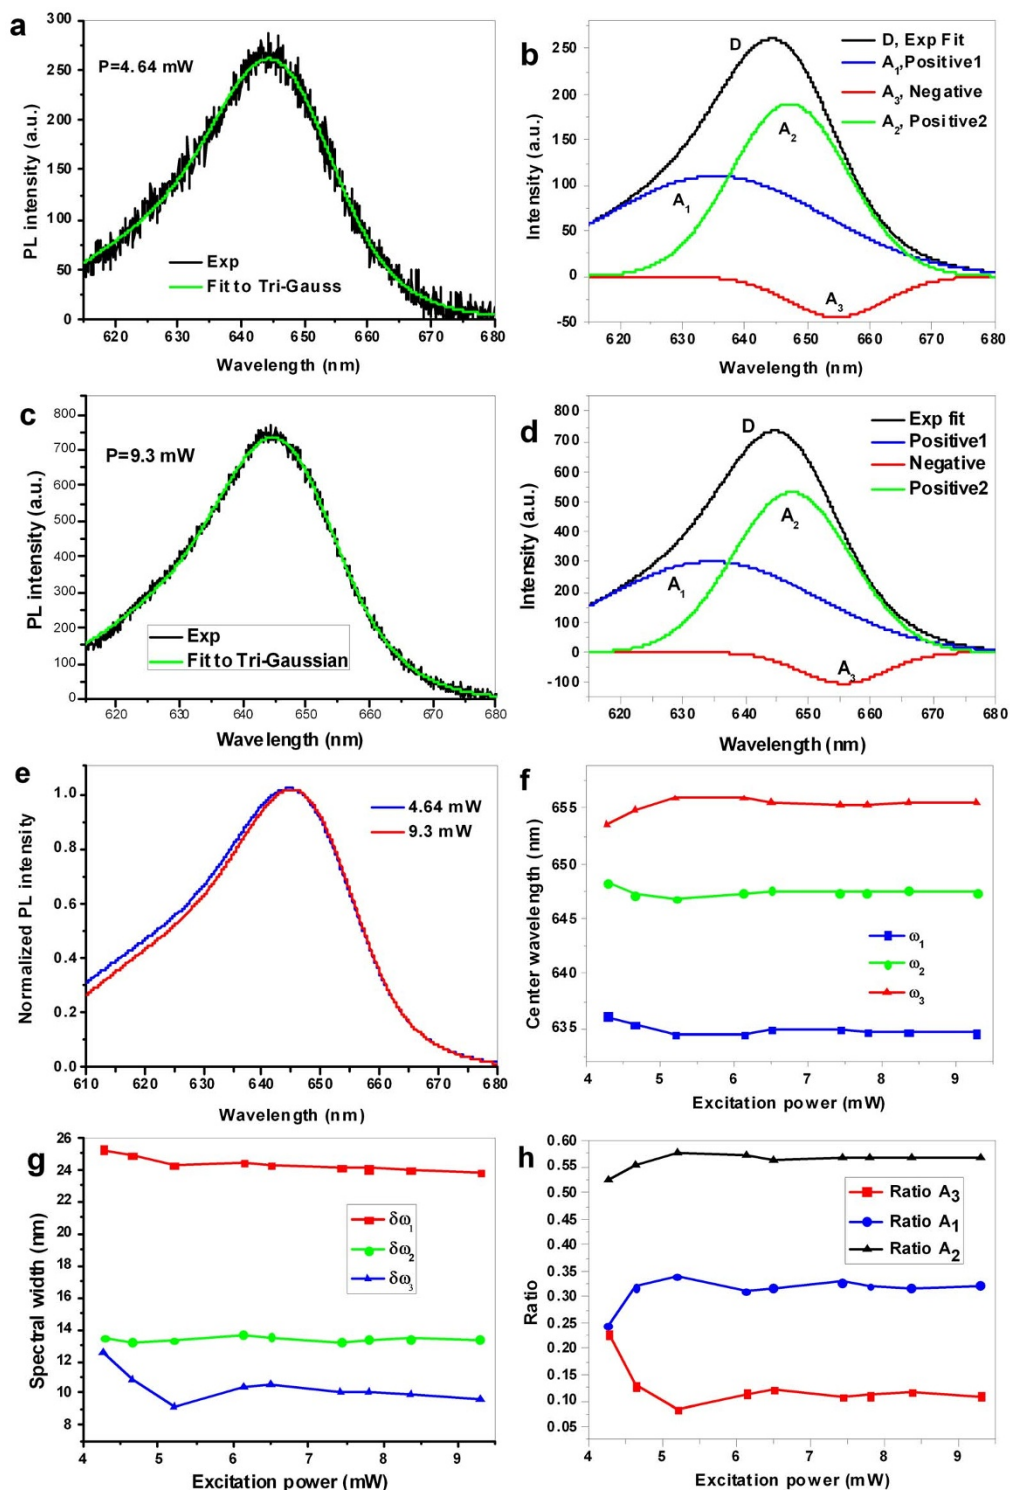 a
300
250
200
150
100
50
0
P=4.64 mW
Exp
Fit to Tri-Gauss
620 630 640 650 660 670 680
PL intensity (a.u.)
Wavelength (nm)
b
250
200
150
100
50
0
-50
D
A1
A2
A3
D, Exp Fit
A1,Positive1
A3, Negative
A2, Positive2
620 630 640 650 660 670 680
Intensity (a.u.)
Wavelength (nm)
c
800
700
600
500
400
300
200
100
0
P=9.3 mW
Exp
Fit to Tri-Gaussian
620 630 640 650 660 670 680
PL intensity (a.u.)
Wavelength (nm)
d
800
700
600
500
400
300
200
100
0
-100
D
A1
A2
A3
Exp fit
Positive1
Negative
Positive2
620 630 640 650 660 670 680
Intensity (a.u.)
Wavelength (nm)
e
1.0
0.8
0.6
0.4
0.2
0.0
4.64 mW
9.3 mW
610 620 630 640 650 660 670 680
Normalized PL intensity
Wavelength (nm)
f
655
650
645
640
635
ω1
ω2
ω3
4 5 6 7 8 9
Center wavelength (nm)
Excitation power (mW)
g
26
24
22
20
18
16
14
12
10
8
δω1
δω2
δω3
4 5 6 7 8 9
Spectral width (nm)
Excitation power (mW)
h
0.60
0.55
0.50
0.45
0.40
0.35
0.30
0.25
0.20
0.15
0.10
0.05
Ratio A3
Ratio A1
Ratio A2
4 5 6 7 8 9
Ratio
Excitation power (mW)